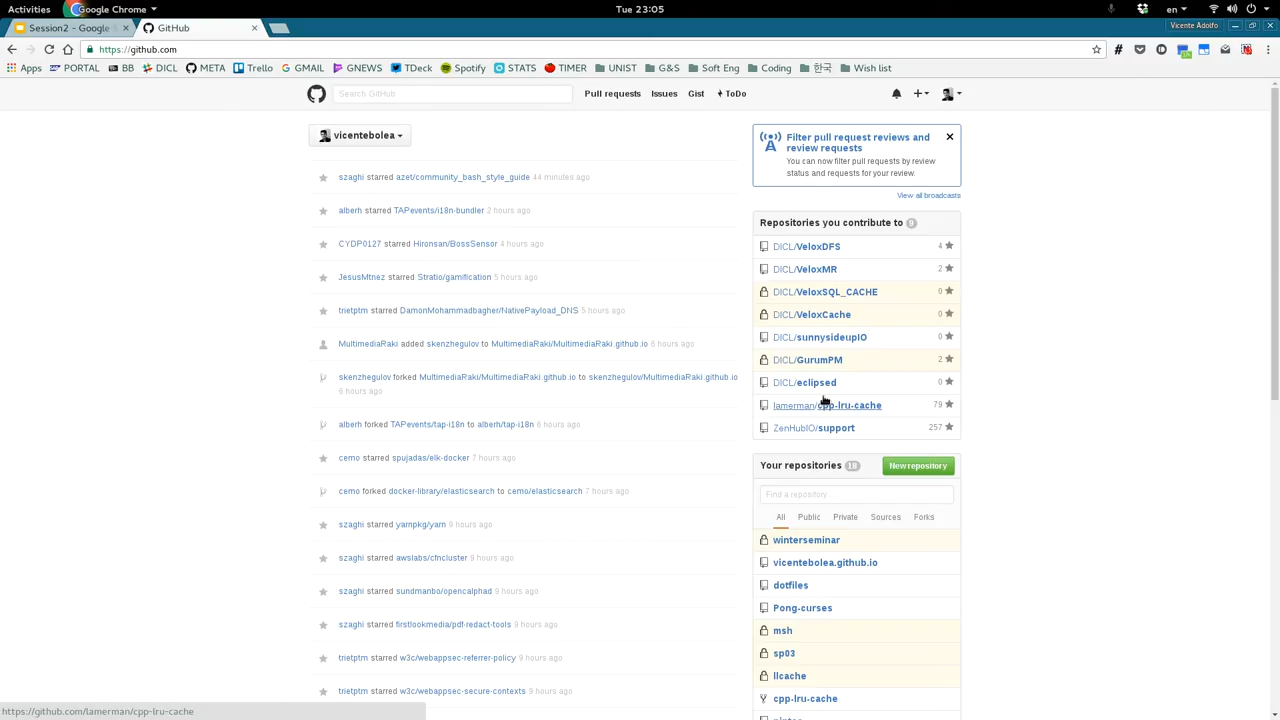 Activities Google Chrome Tue 23:05 en
Session2 - Google GitHub Vicente Adolfo
https://github.com
Apps PORTAL BB DICL META Trello GMAIL GNEWS TDeck Spotify STATS TIMER UNIST G&S Soft Eng Coding 한국 Wish list
Search GitHub Pull requests Issues Gist ToDo
vicentebolea
szaghi starred azet/community_bash_style_guide 44 minutes ago
alberh starred TAPevents/i18n-bundler 2 hours ago
CYDP0127 starred Hironsan/BossSensor 4 hours ago
JesusMtnez starred Stratio/gamification 5 hours ago
trietptm starred DamonMohammadbagher/NativePayload_DNS 5 hours ago
MultimediaRaki added skenzhegulov to MultimediaRaki/MultimediaRaki.github.io 6 hours ago
skenzhegulov forked MultimediaRaki/MultimediaRaki.github.io to skenzhegulov/MultimediaRaki.github.io
6 hours ago
alberh forked TAPevents/tap-i18n to alberh/tap-i18n 6 hours ago
cemo starred spujadas/elk-docker 7 hours ago
cemo forked docker-library/elasticsearch to cemo/elasticsearch 7 hours ago
szaghi starred yarnpkg/yarn 9 hours ago
szaghi starred awslabs/cfncluster 9 hours ago
szaghi starred sundmanbo/opencalphad 9 hours ago
szaghi starred firstlookmedia/pdf-redact-tools 9 hours ago
trietptm starred w3c/webappsec-referrer-policy 9 hours ago
trietptm starred w3c/webappsec-secure-contexts 9 hours ago
Filter pull request reviews and
review requests
You can now filter pull requests by review
status and requests for your review.
View all broadcasts
Repositories you contribute to 9
DICL/VeloxDFS 4
DICL/VeloxMR 2
DICL/VeloxSQL_CACHE 0
DICL/VeloxCache 0
DICL/sunnysideupIO 0
DICL/GurumPM 2
DICL/eclipsed 0
lamerman/cpp-lru-cache 79
ZenHubIO/support 257
Your repositories 18 New repository
Find a repository…
All Public Private Sources Forks
winterseminar
vicentebolea.github.io
dotfiles
Pong-curses
msh
sp03
llcache
cpp-lru-cache
https://github.com/lamerman/cpp-lru-cache